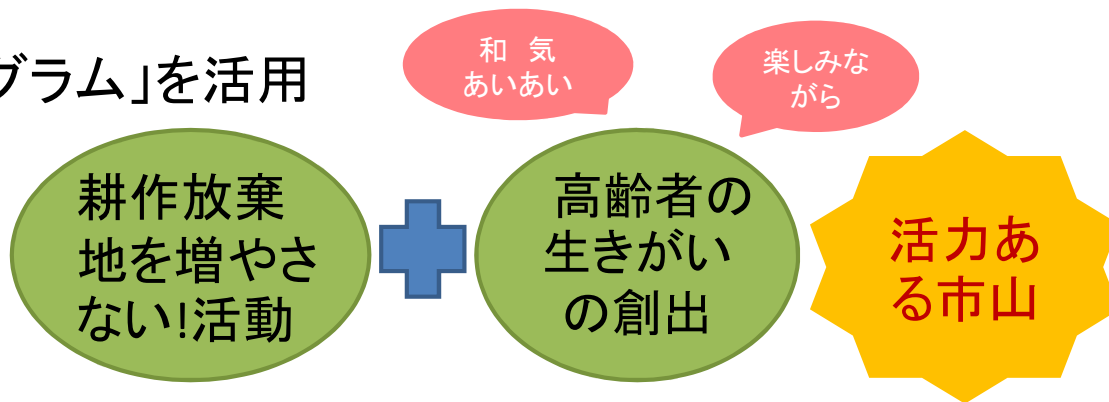 グラム」を活用
和　気
あいあい
楽しみな
がら
耕作放棄
地を増やさ
ない!活動
高齢者の
生きがい
の創出
活力あ
る市山